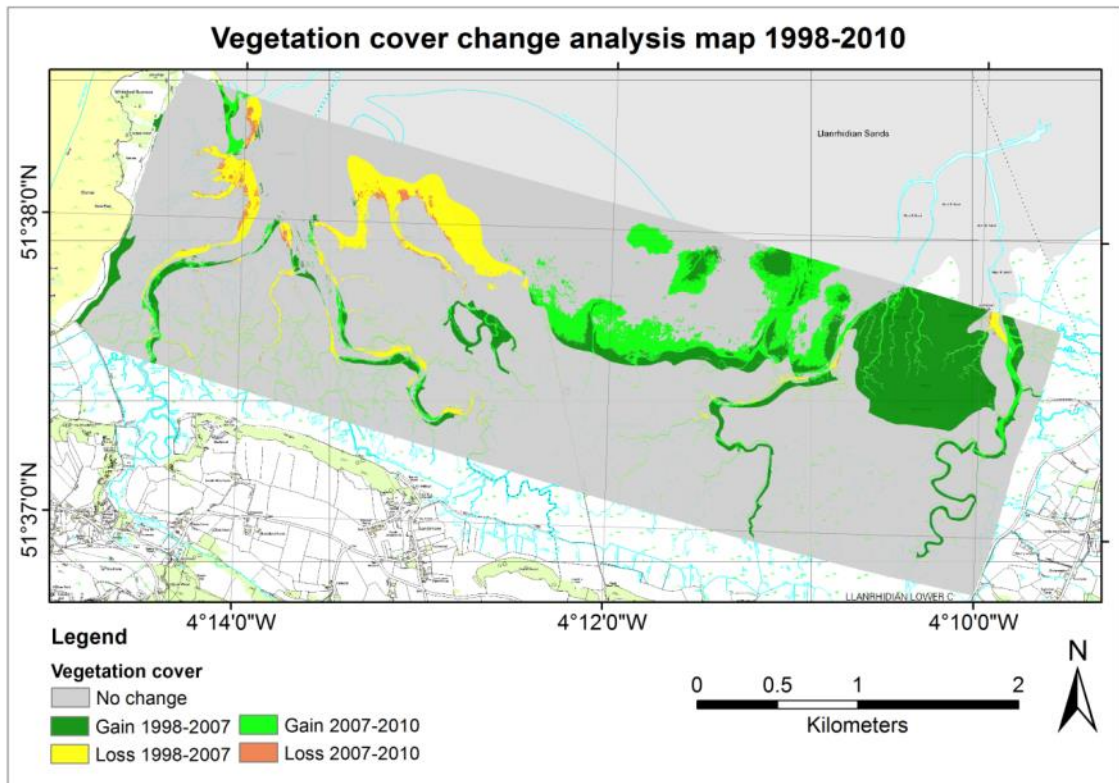 Vegetation cover change analysis map 1998-2010
Llanrhidian Sands
51°38'0"N
51°37'0"N
LLANRHIDIAN LOWER C
4°14'0"W
4°12'0"W
4°10'0"W
Legend
Vegetation cover
No change
Gain 1998-2007
Gain 2007-2010
Loss 1998-2007
Loss 2007-2010
0
0.5
1
2
Kilometers
N